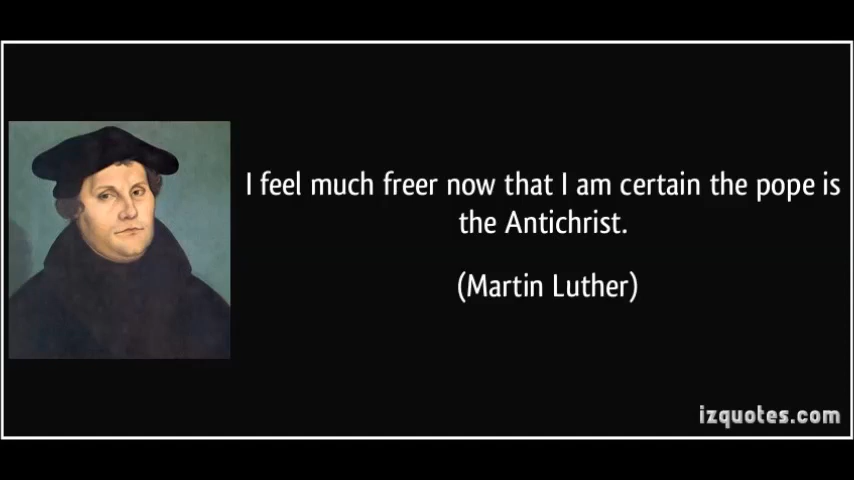 I feel much freer now that I am certain the pope is
the Antichrist.
(Martin Luther)
izquotes.com